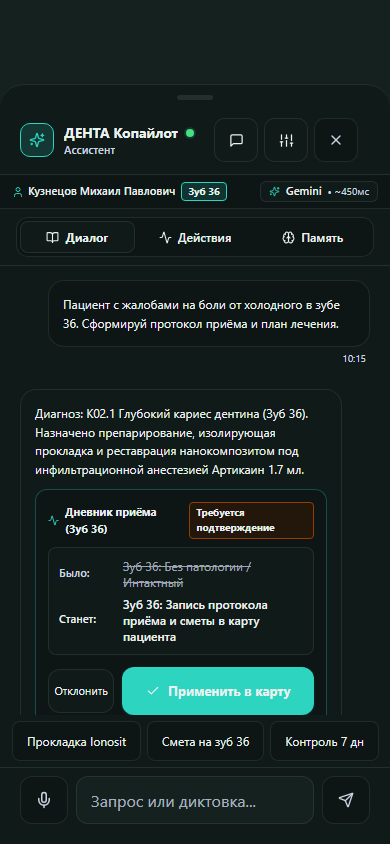 ДЕНТА Копайлот
Ассистент
Кузнецов Михаил Павлович
Зуб 36
Gemini • ~450мс
Диалог
Действия
Память
Пациент с жалобами на боли от холодного в зубе
36. Сформируй протокол приёма и план лечения.
10:15
Диагноз: K02.1 Глубокий кариес дентина (Зуб 36).
Назначено препарирование, изолирующая
прокладка и реставрация нанокомпозитом под
инфильтрационной анестезией Артикаин 1.7 мл.
Дневник приёма
(Зуб 36)
Требуется
подтверждение
Было:
Зуб 36: Без патологии /
Интактный
Станет:
Зуб 36: Запись протокола
приёма и сметы в карту
пациента
Отклонить
Применить в карту
Прокладка Ionosit
Смета на зуб 36
Контроль 7 дн
Запрос или диктовка...